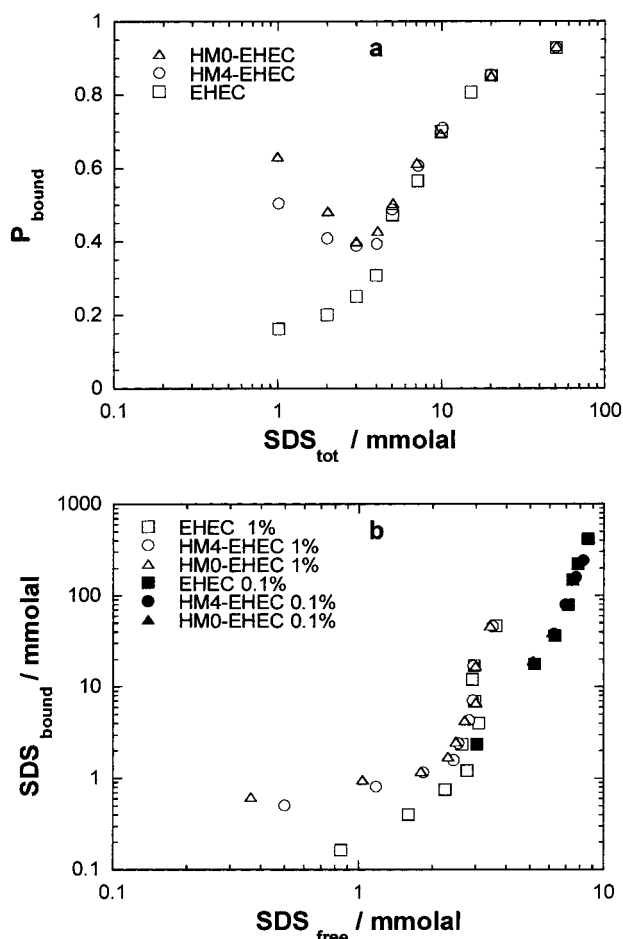 a
HM0-EHEC
HM4-EHEC
EHEC
1
0.8
0.6
0.4
0.2
0
P bound
0.1
1
10
100
SDS tot / mmolal
b
EHEC 1%
HM4-EHEC 1%
HM0-EHEC 1%
EHEC 0.1%
HM4-EHEC 0.1%
HM0-EHEC 0.1%
1000
100
10
1
0.1
SDS bound / mmolal
0.1
1
10
SDS free / mmolal